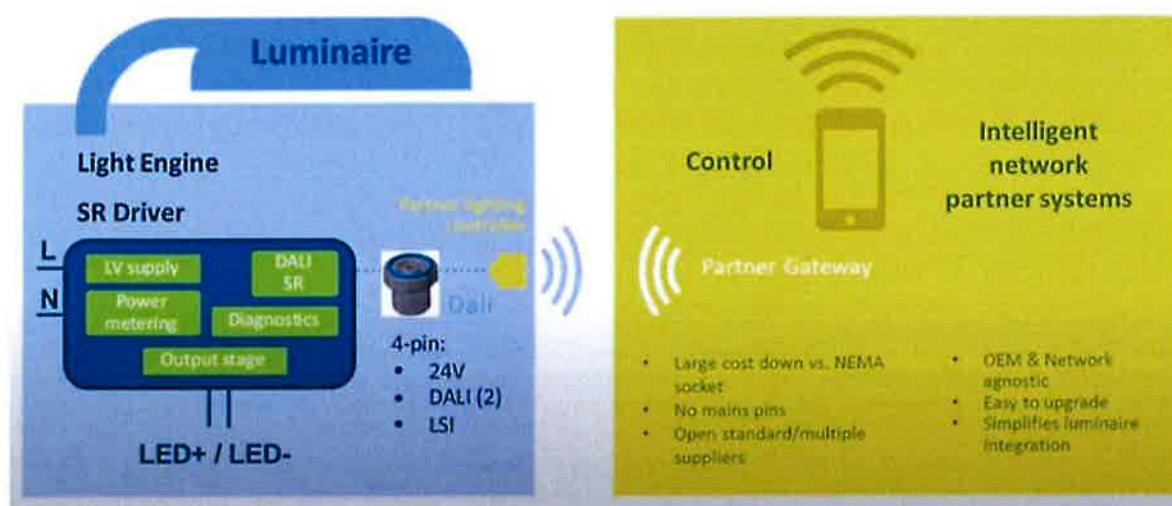 Luminaire
Light Engine
SR Driver
L
N
LV supply
DALI
SR
Power
metering
Diagnostics
Output stage
LED+ / LED-
Partner lighting
controller
Dali
4-pin:
• 24V
• DALI (2)
• LSI
Control
Intelligent
network
partner systems
Partner Gateway
• Large cost down vs. NEMA
socket
• No mains pins
• Open standard/multiple
suppliers
• OEM & Network
agnostic
• Easy to upgrade
• Simplifies luminaire
integration